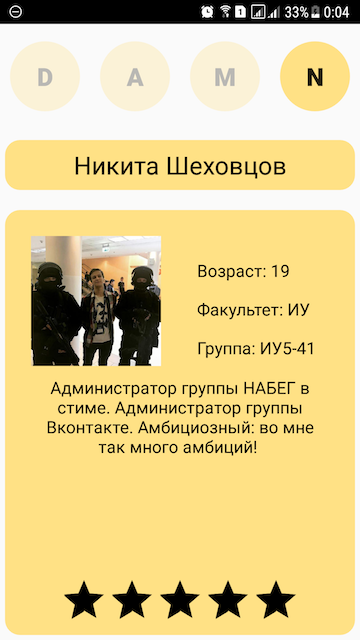 1 33% 0:04
D A M N
Никита Шеховцов
Возраст: 19
Факультет: ИУ
Группа: ИУ5-41
Администратор группы НАБЕГ в
стиме. Администратор группы
Вконтакте. Амбициозный: во мне
так много амбиций!